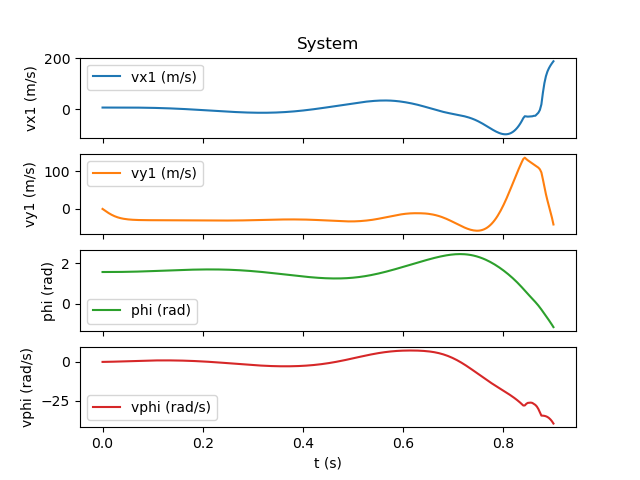 System
200
0
vx1 (m/s)
vx1 (m/s)
100
0
vy1 (m/s)
vy1 (m/s)
2
0
phi (rad)
phi (rad)
0
−25
vphi (rad/s)
vphi (rad/s)
0.0 0.2 0.4 0.6 0.8
t (s)